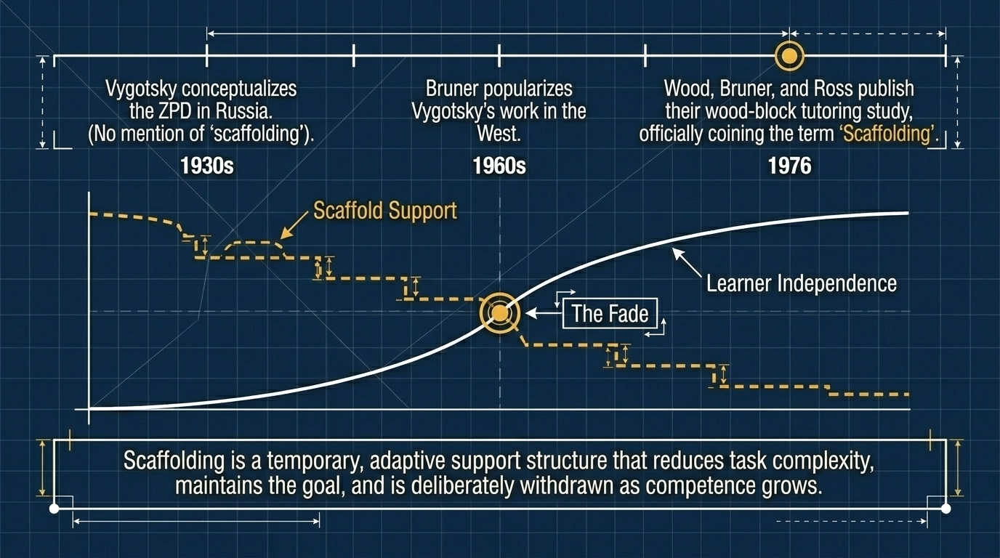 Vygotsky conceptualizes
the ZPD in Russia.
(No mention of ‘scaffolding’).
1930s
Bruner popularizes
Vygotsky’s work in the
West.
1960s
Wood, Bruner, and Ross publish
their wood-block tutoring study,
officially coining the term ‘Scaffolding’.
1976
Scaffold Support
Learner Independence
The Fade
Scaffolding is a temporary, adaptive support structure that reduces task complexity,
maintains the goal, and is deliberately withdrawn as competence grows.